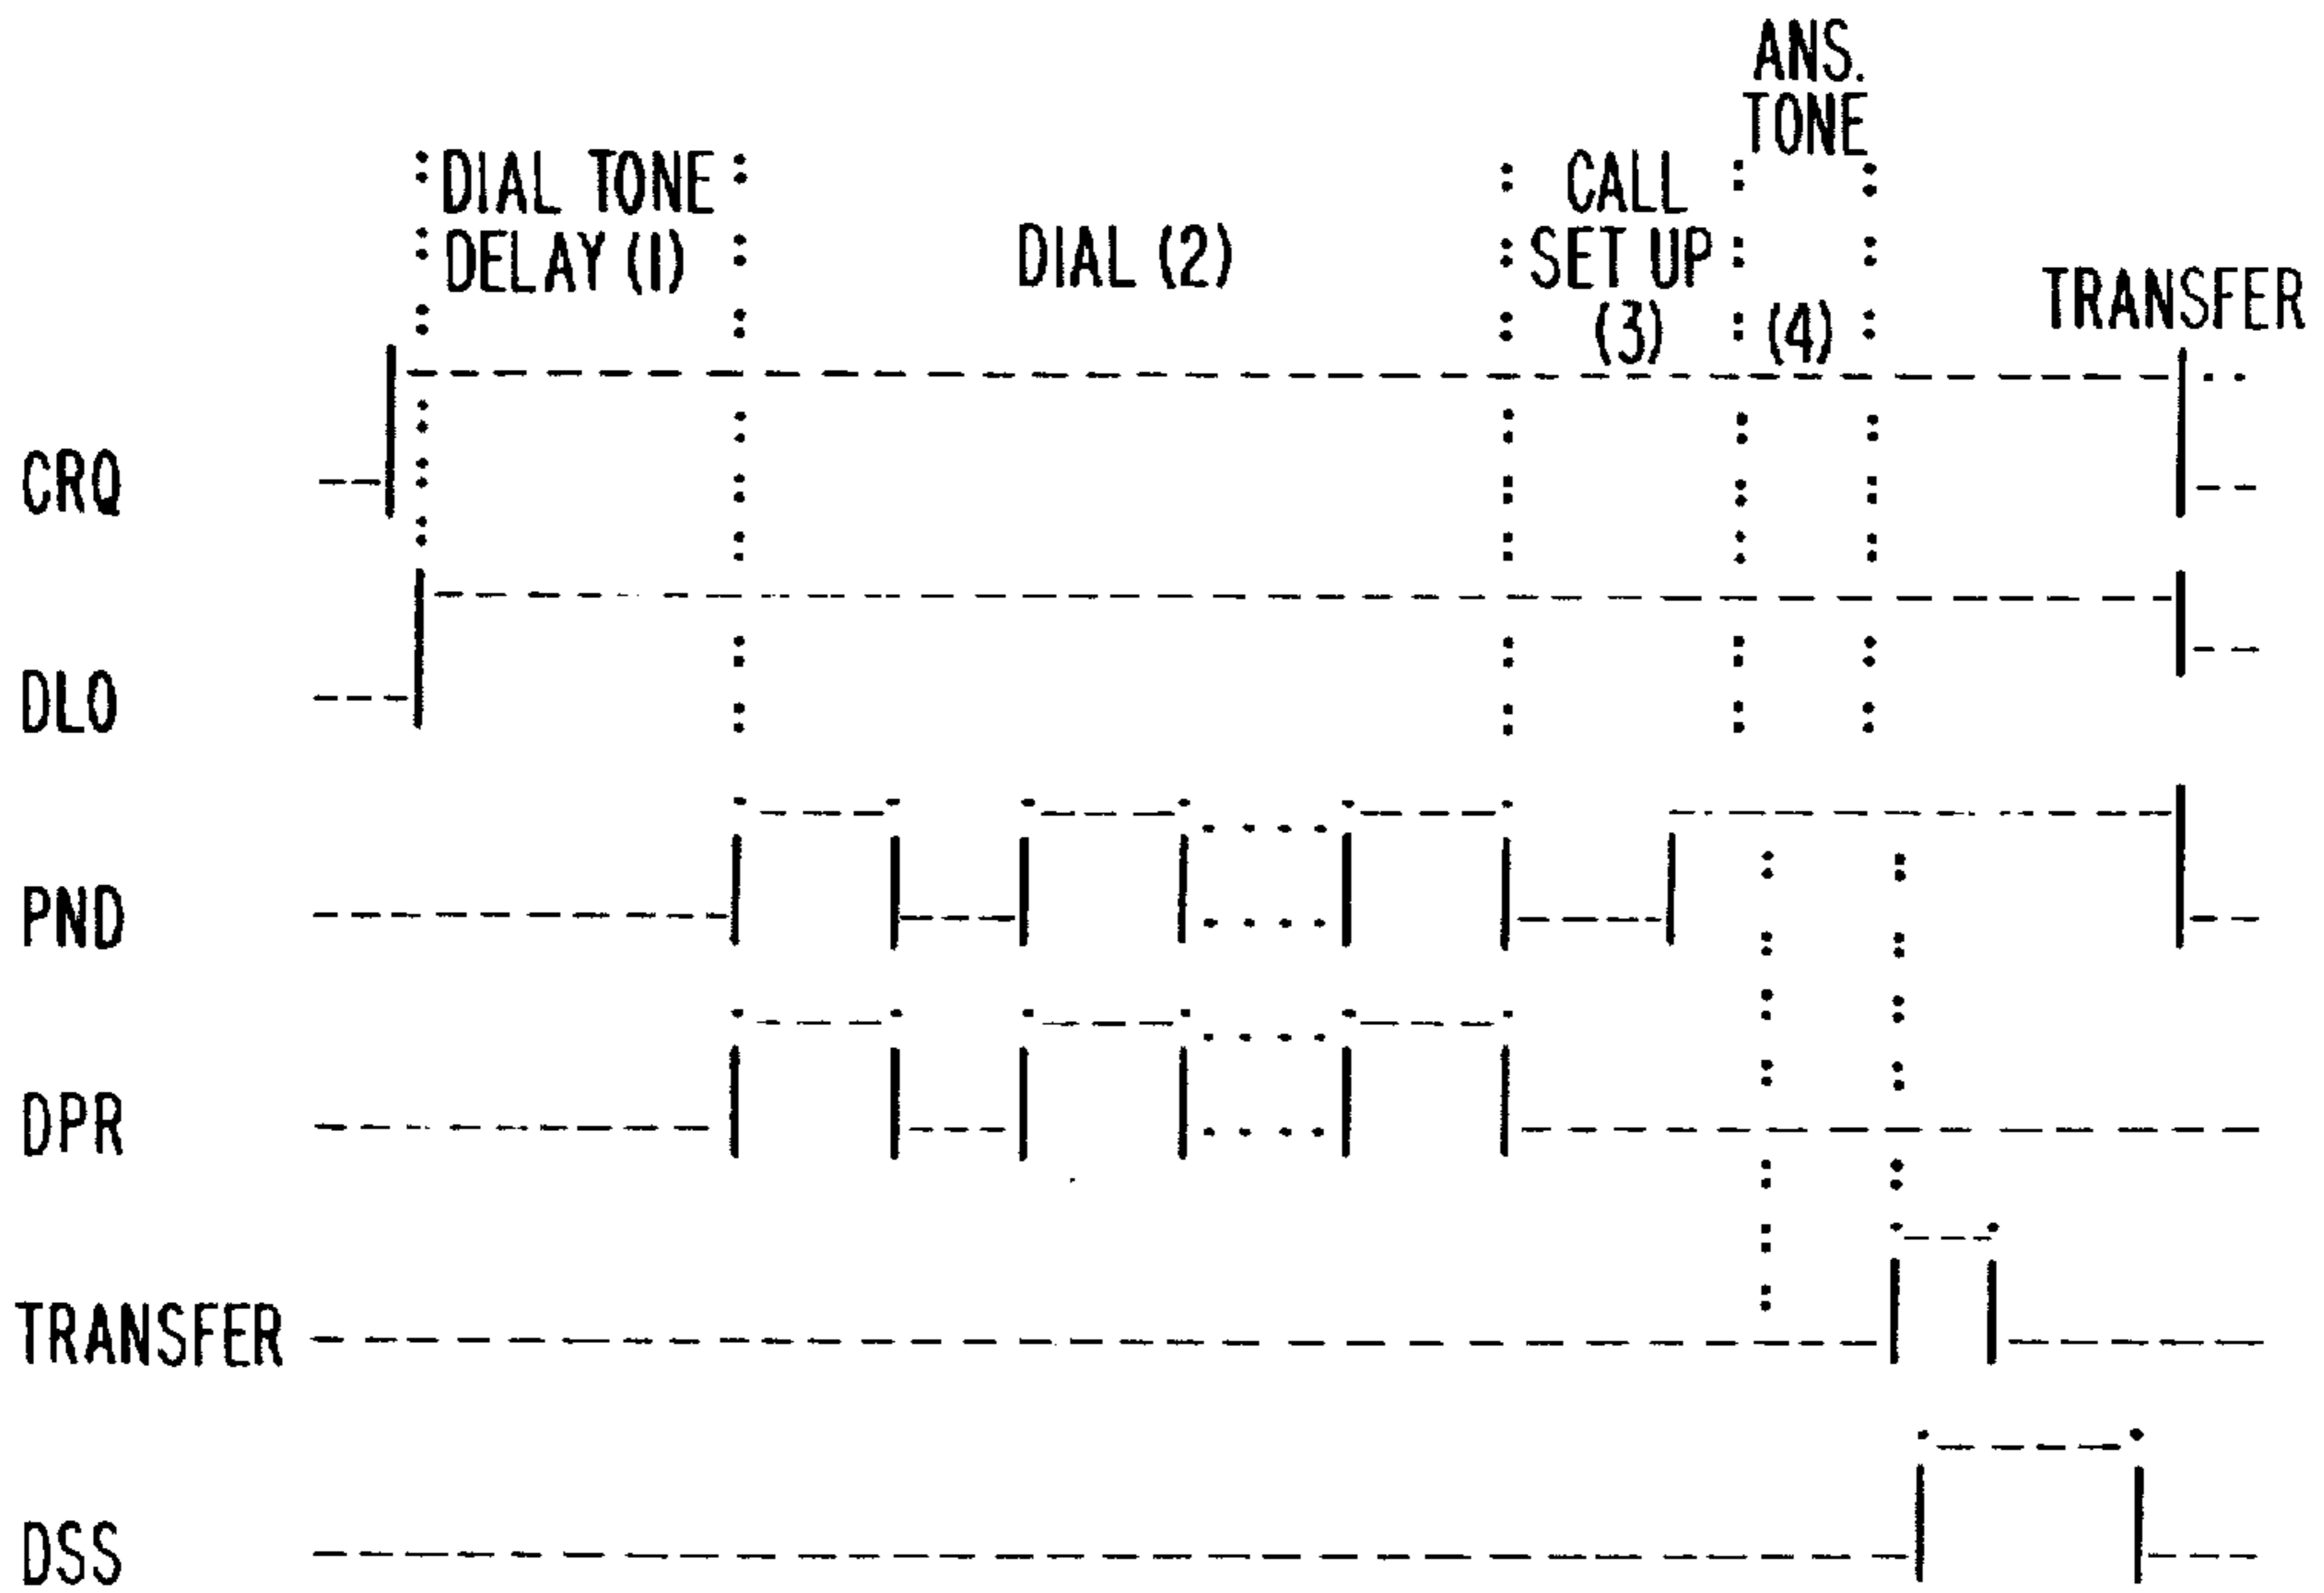 ANS.
TONE
DIAL TONE
DELAY (1)
DIAL (2)
CALL
SET UP
(3)
(4)
TRANSFER
CRQ
DLO
PND
DPR
TRANSFER
DSS